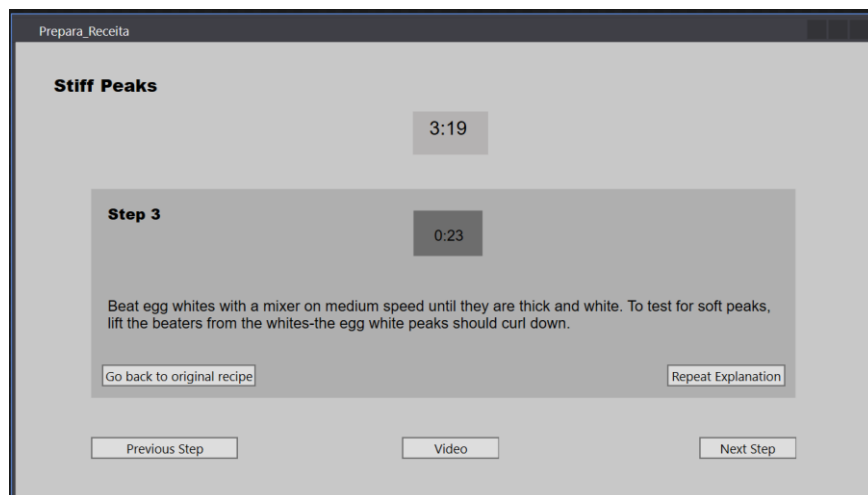 Prepara_Receita
Stiff Peaks
3:19
Step 3
0:23
Beat egg whites with a mixer on medium speed until they are thick and white. To test for soft peaks,
lift the beaters from the whites-the egg white peaks should curl down.
Go back to original recipe
Repeat Explanation
Previous Step
Video
Next Step